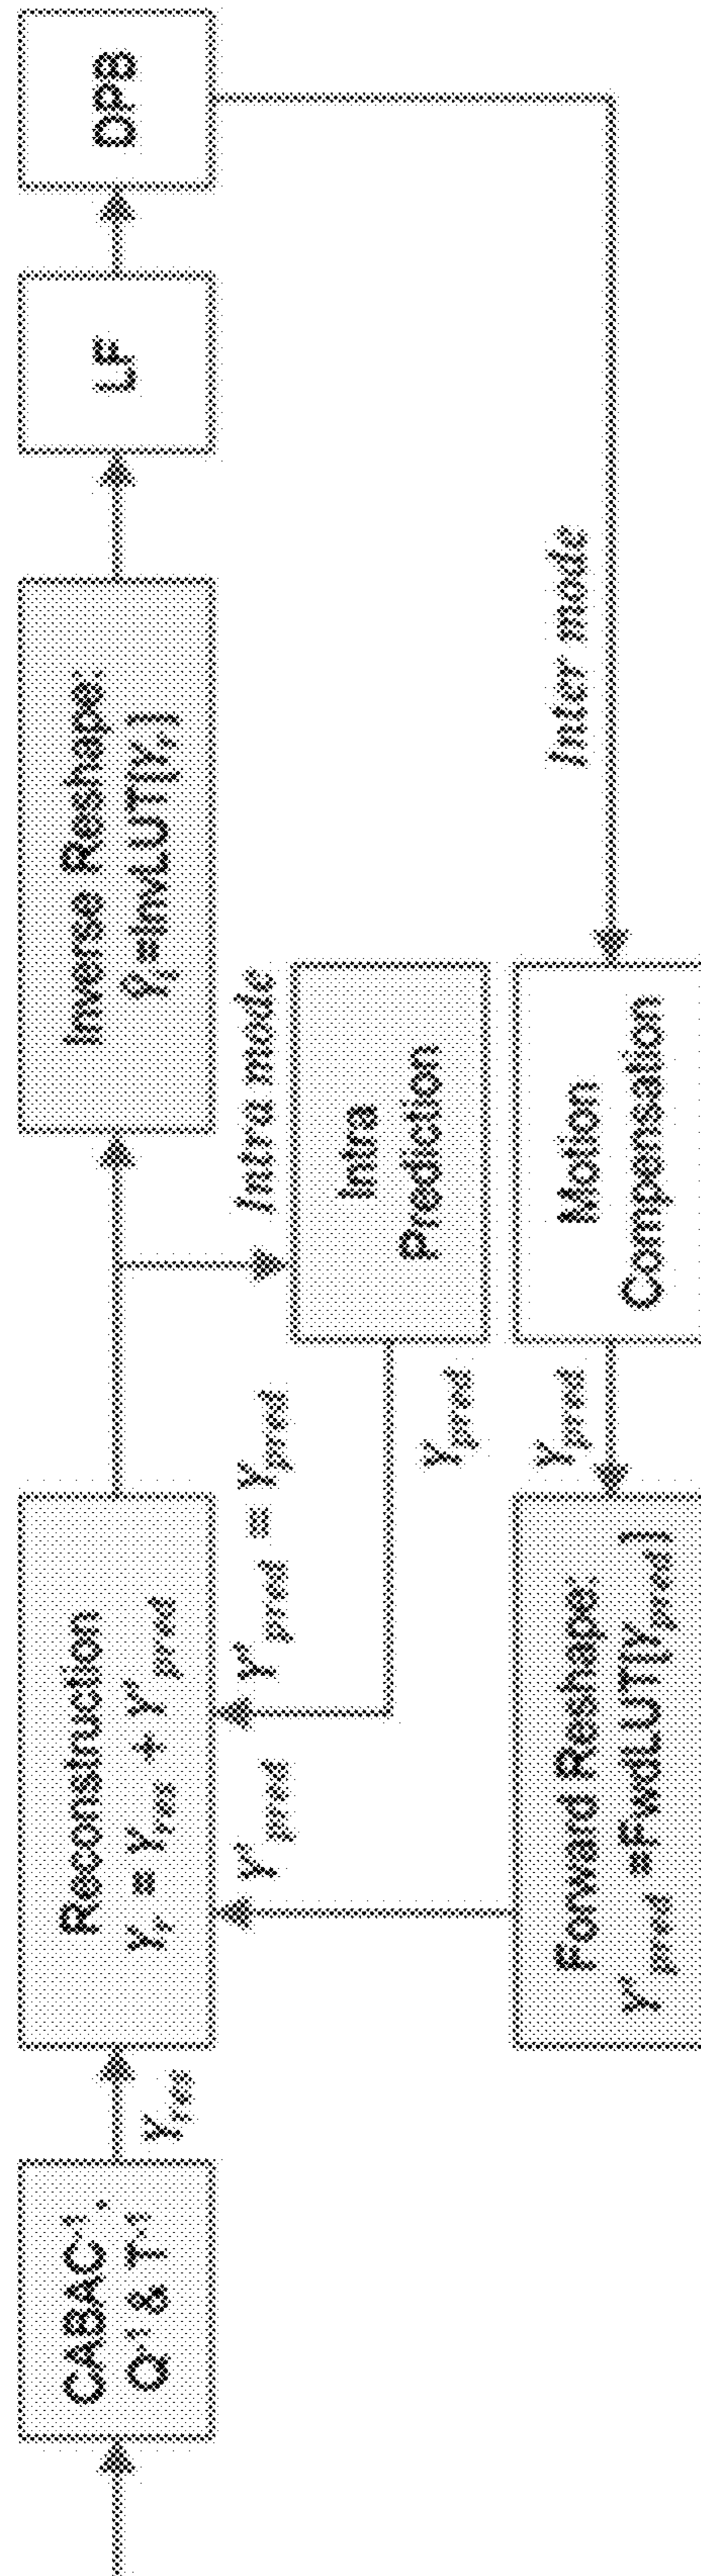 CABAC⁻¹,
Q⁻¹ & T⁻¹
Yres
Reconstruction
Yr = Yres + Y'pred
Inverse Reshape:
Ŷi=InvLUT[Yr]
LF
DPB
Y'pred
Y'pred = Ypred
Intra mode
Intra
Prediction
Ypred
Inter mode
Forward Reshape:
Y'pred =FwdLUT[Ypred]
Ypred
Motion
Compensation